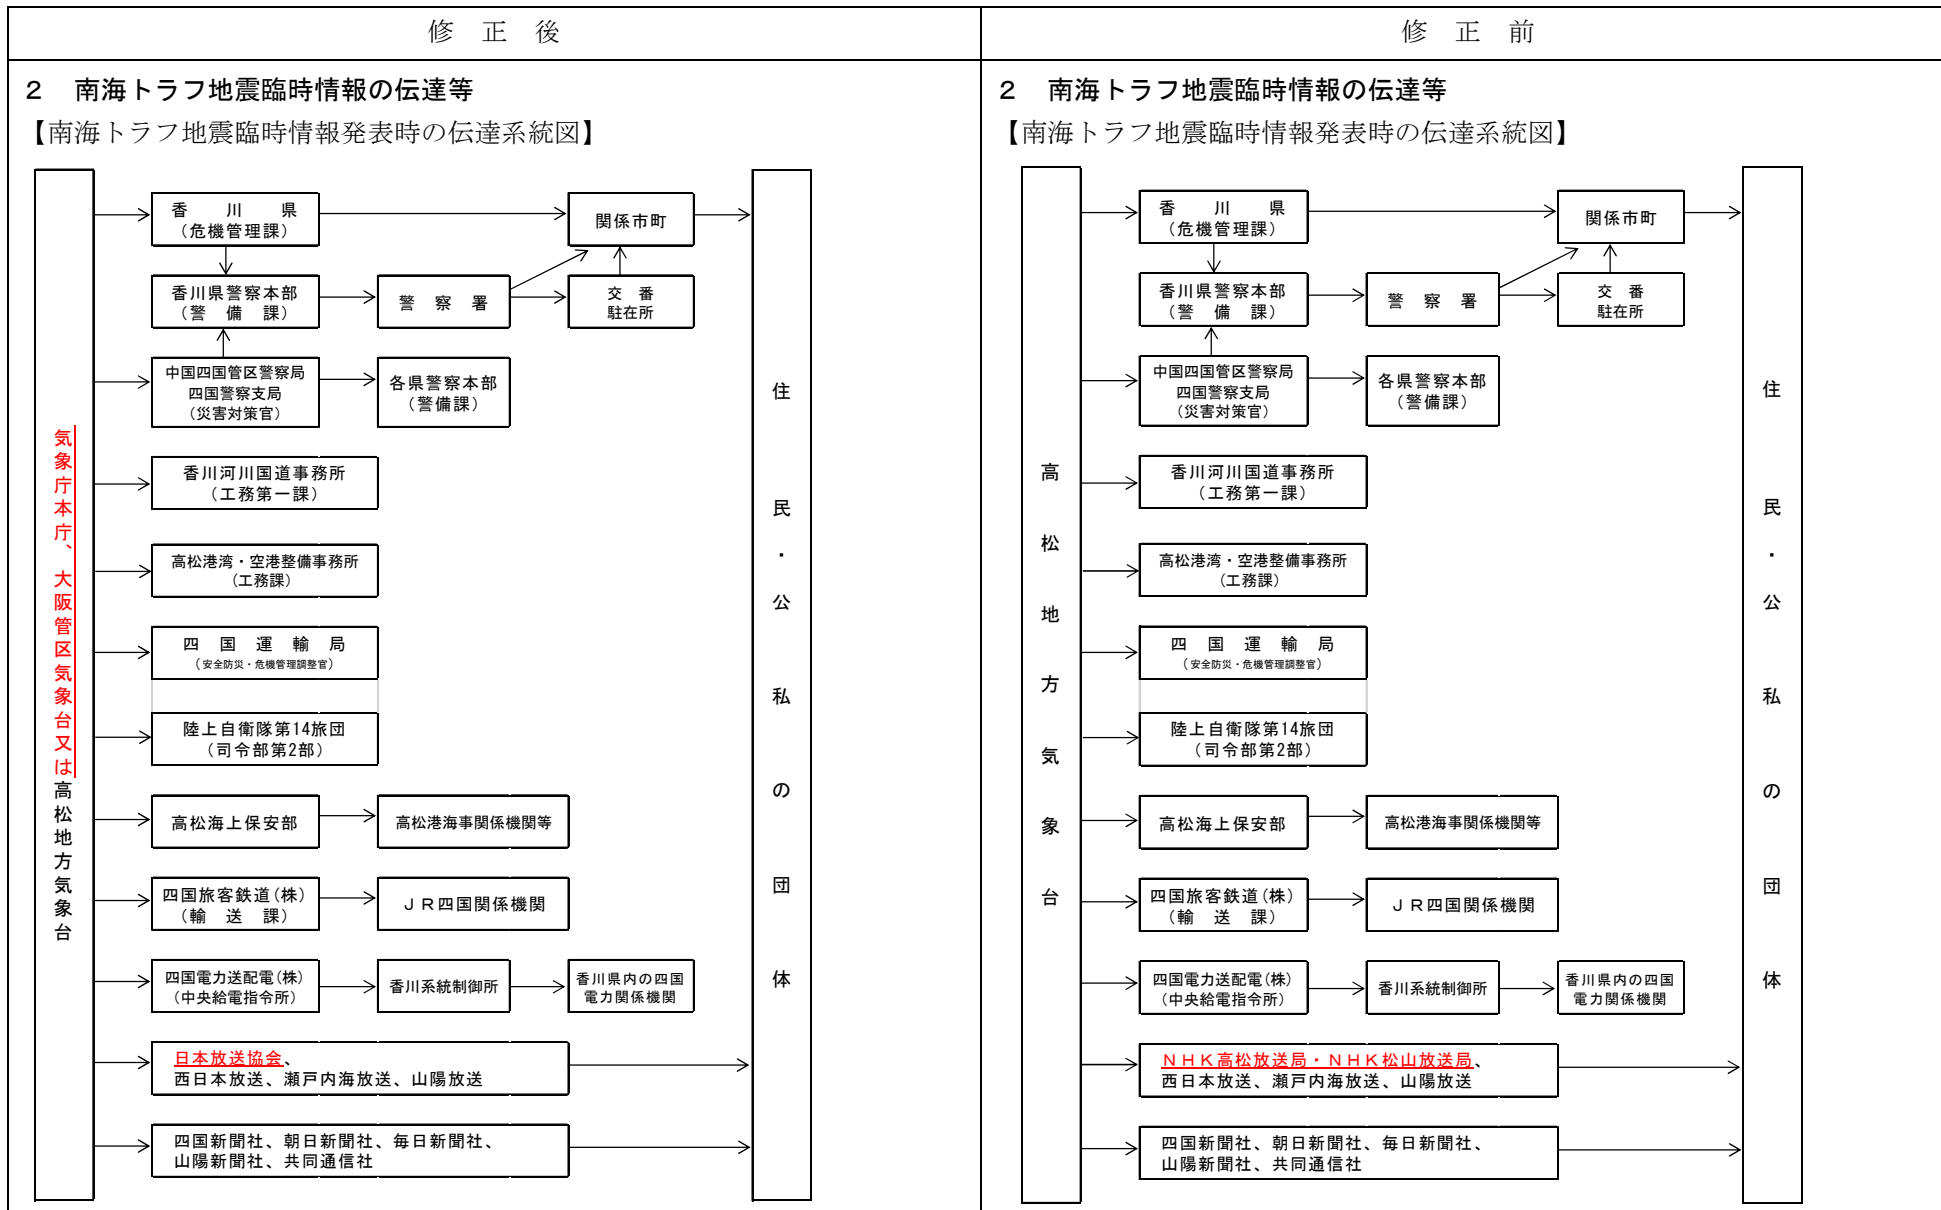 修　正　後
２　南海トラフ地震臨時情報の伝達等
【南海トラフ地震臨時情報発表時の伝達系統図】
気象庁本庁、大阪管区気象台又は高松地方気象台
香　川　県
（危機管理課）
関係市町
香川県警察本部
（警　備　課）
警　察　署
交　番
駐在所
中国四国管区警察局
四国警察支局
（災害対策官）
各県警察本部
（警備課）
香川河川国道事務所
（工務第一課）
高松港湾・空港整備事務所
（工務課）
四　国　運　輸　局
（安全防災・危機管理調整官）
陸上自衛隊第14旅団
（司令部第2部）
高松海上保安部
高松港海事関係機関等
四国旅客鉄道(株)
（輸　送　課）
ＪＲ四国関係機関
四国電力送配電(株)
（中央給電指令所）
香川系統制御所
香川県内の四国
電力関係機関
日本放送協会、
西日本放送、瀬戸内海放送、山陽放送
四国新聞社、朝日新聞社、毎日新聞社、
山陽新聞社、共同通信社
住民・公私の団体
修　正　前
２　南海トラフ地震臨時情報の伝達等
【南海トラフ地震臨時情報発表時の伝達系統図】
高松地方気象台
香　川　県
（危機管理課）
関係市町
香川県警察本部
（警　備　課）
警　察　署
交　番
駐在所
中国四国管区警察局
四国警察支局
（災害対策官）
各県警察本部
（警備課）
香川河川国道事務所
（工務第一課）
高松港湾・空港整備事務所
（工務課）
四　国　運　輸　局
（安全防災・危機管理調整官）
陸上自衛隊第14旅団
（司令部第2部）
高松海上保安部
高松港海事関係機関等
四国旅客鉄道(株)
（輸　送　課）
ＪＲ四国関係機関
四国電力送配電(株)
（中央給電指令所）
香川系統制御所
香川県内の四国
電力関係機関
ＮＨＫ高松放送局・ＮＨＫ松山放送局、
西日本放送、瀬戸内海放送、山陽放送
四国新聞社、朝日新聞社、毎日新聞社、
山陽新聞社、共同通信社
住民・公私の団体